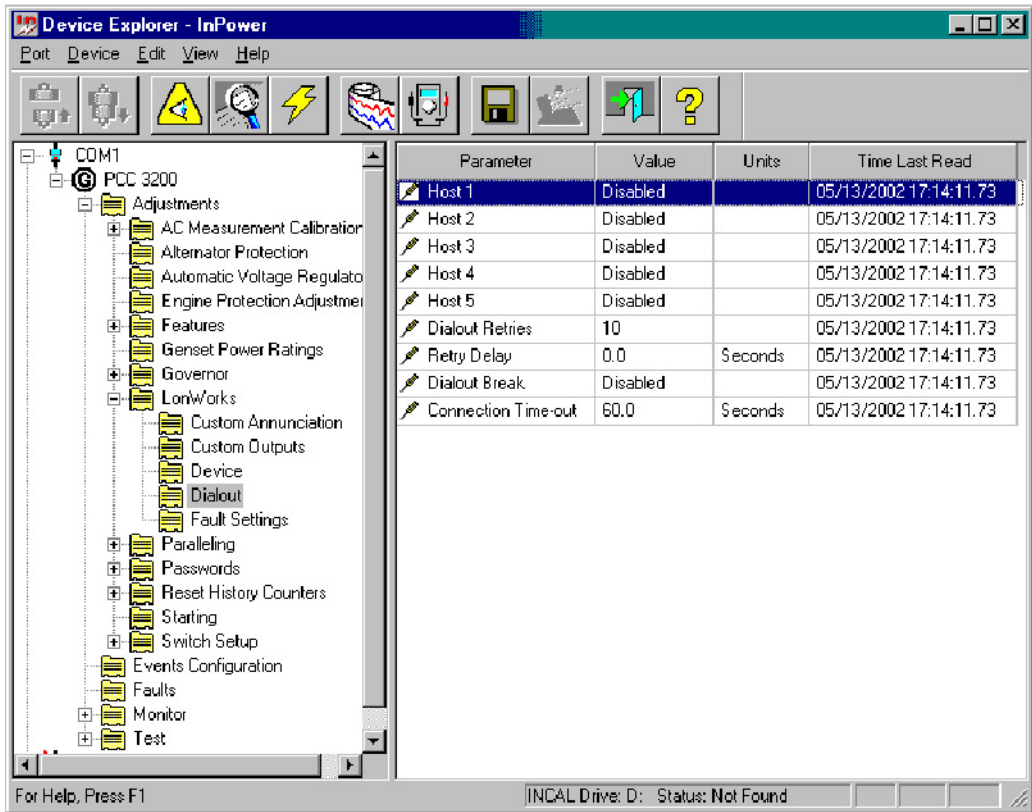 Device Explorer - InPower
Port Device Edit View Help
COM1
PCC 3200
Adjustments
AC Measurement Calibration
Alternator Protection
Automatic Voltage Regulato
Engine Protection Adjustmen
Features
Genset Power Ratings
Governor
LonWorks
Custom Annunciation
Custom Outputs
Device
Dialout
Fault Settings
Paralleling
Passwords
Reset History Counters
Starting
Switch Setup
Events Configuration
Faults
Monitor
Test
Parameter Value Units Time Last Read
Host 1 Disabled 05/13/2002 17:14:11.73
Host 2 Disabled 05/13/2002 17:14:11.73
Host 3 Disabled 05/13/2002 17:14:11.73
Host 4 Disabled 05/13/2002 17:14:11.73
Host 5 Disabled 05/13/2002 17:14:11.73
Dialout Retries 10 05/13/2002 17:14:11.73
Retry Delay 0.0 Seconds 05/13/2002 17:14:11.73
Dialout Break Disabled 05/13/2002 17:14:11.73
Connection Time-out 60.0 Seconds 05/13/2002 17:14:11.73
For Help, Press F1 INCAL Drive: D: Status: Not Found